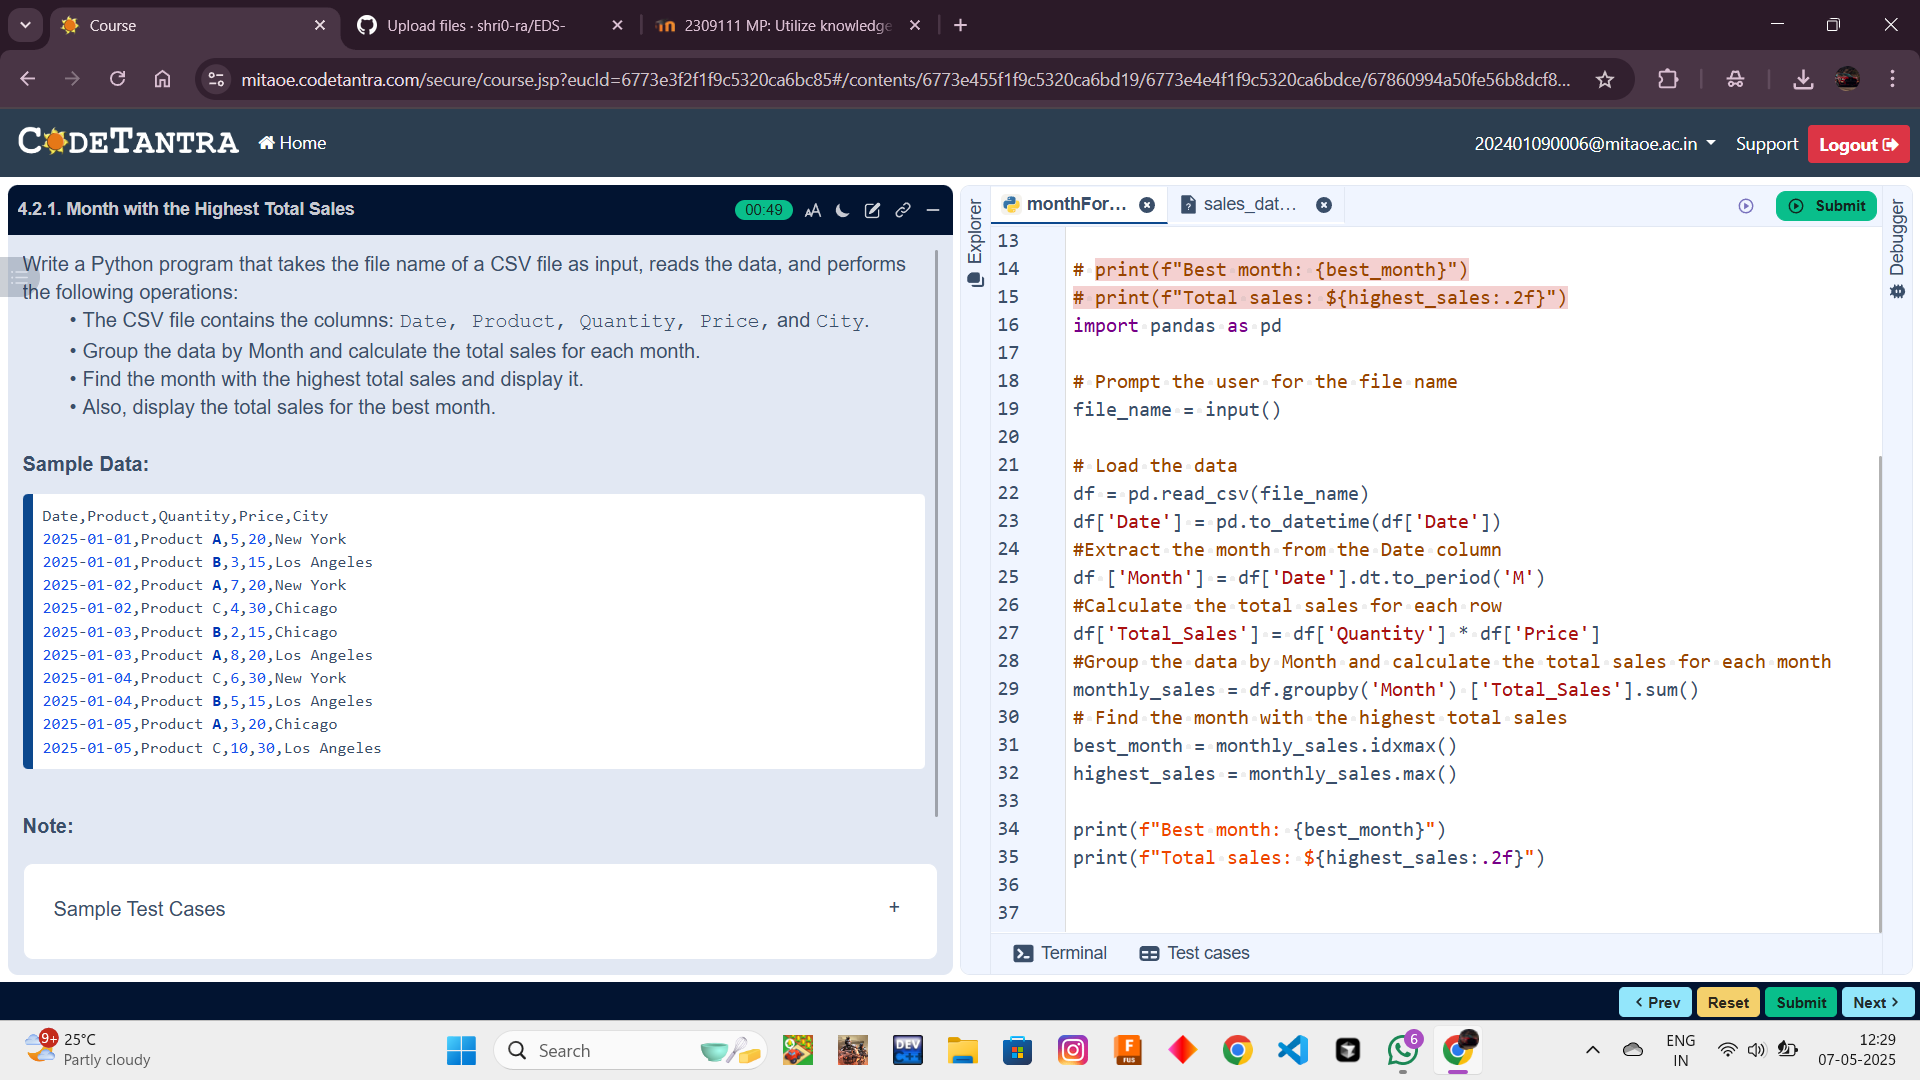 Course
Upload files · shri0-ra/EDS-
2309111 MP: Utilize knowledge
mitaoe.codetantra.com/secure/course.jsp?eucId=6773e3f2f1f9c5320ca6bc85#/contents/6773e455f1f9c5320ca6bd19/6773e4e4f1f9c5320ca6bdce/67860994a50fe56b8dcf8...
CODETANTRA
Home
202401090006@mitaoe.ac.in
Support
Logout
4.2.1. Month with the Highest Total Sales
00:49
AA
Write a Python program that takes the file name of a CSV file as input, reads the data, and performs
the following operations:
• The CSV file contains the columns: Date, Product, Quantity, Price, and City.
• Group the data by Month and calculate the total sales for each month.
• Find the month with the highest total sales and display it.
• Also, display the total sales for the best month.
Sample Data:
Date,Product,Quantity,Price,City
2025-01-01,Product A,5,20,New York
2025-01-01,Product B,3,15,Los Angeles
2025-01-02,Product A,7,20,New York
2025-01-02,Product C,4,30,Chicago
2025-01-03,Product B,2,15,Chicago
2025-01-03,Product A,8,20,Los Angeles
2025-01-04,Product C,6,30,New York
2025-01-04,Product B,5,15,Los Angeles
2025-01-05,Product A,3,20,Chicago
2025-01-05,Product C,10,30,Los Angeles
Note:
Sample Test Cases
+
Explorer
monthFor...
sales_dat...
Submit
Debugger
13
14 # print(f"Best month: {best_month}")
15 # print(f"Total sales: ${highest_sales:.2f}")
16 import pandas as pd
17
18 # Prompt the user for the file name
19 file_name = input()
20
21 # Load the data
22 df = pd.read_csv(file_name)
23 df['Date'] = pd.to_datetime(df['Date'])
24 #Extract the month from the Date column
25 df ['Month'] = df['Date'].dt.to_period('M')
26 #Calculate the total sales for each row
27 df['Total_Sales'] = df['Quantity'] * df['Price']
28 #Group the data by Month and calculate the total sales for each month
29 monthly_sales = df.groupby('Month') ['Total_Sales'].sum()
30 # Find the month with the highest total sales
31 best_month = monthly_sales.idxmax()
32 highest_sales = monthly_sales.max()
33
34 print(f"Best month: {best_month}")
35 print(f"Total sales: ${highest_sales:.2f}")
36
37
Terminal
Test cases
< Prev
Reset
Submit
Next >
9+
25°C
Partly cloudy
Search
DEV
F
FUS
6
ENG
IN
12:29
07-05-2025